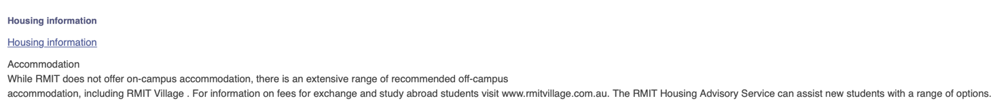 Housing information
Housing information
Accommodation
While RMIT does not offer on-campus accommodation, there is an extensive range of recommended off-campus
accommodation, including RMIT Village . For information on fees for exchange and study abroad students visit www.rmitvillage.com.au. The RMIT Housing Advisory Service can assist new students with a range of options.